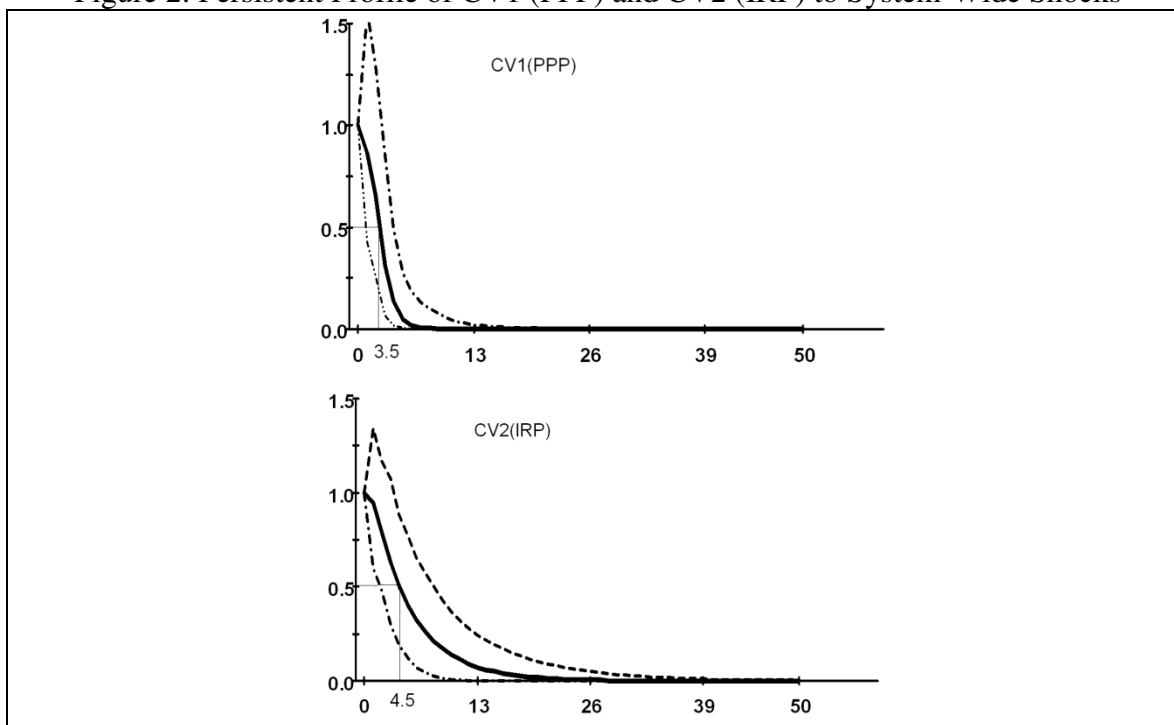 Figure 2. Persistent Profile of CV1 (PPP) and CV2 (IRP) to System-Wide Shocks
1.5
CV1(PPP)
1.0
0.5
0.0
0 3.5 13 26 39 50
1.5
CV2(IRP)
1.0
0.5
0.0
0 4.5 13 26 39 50